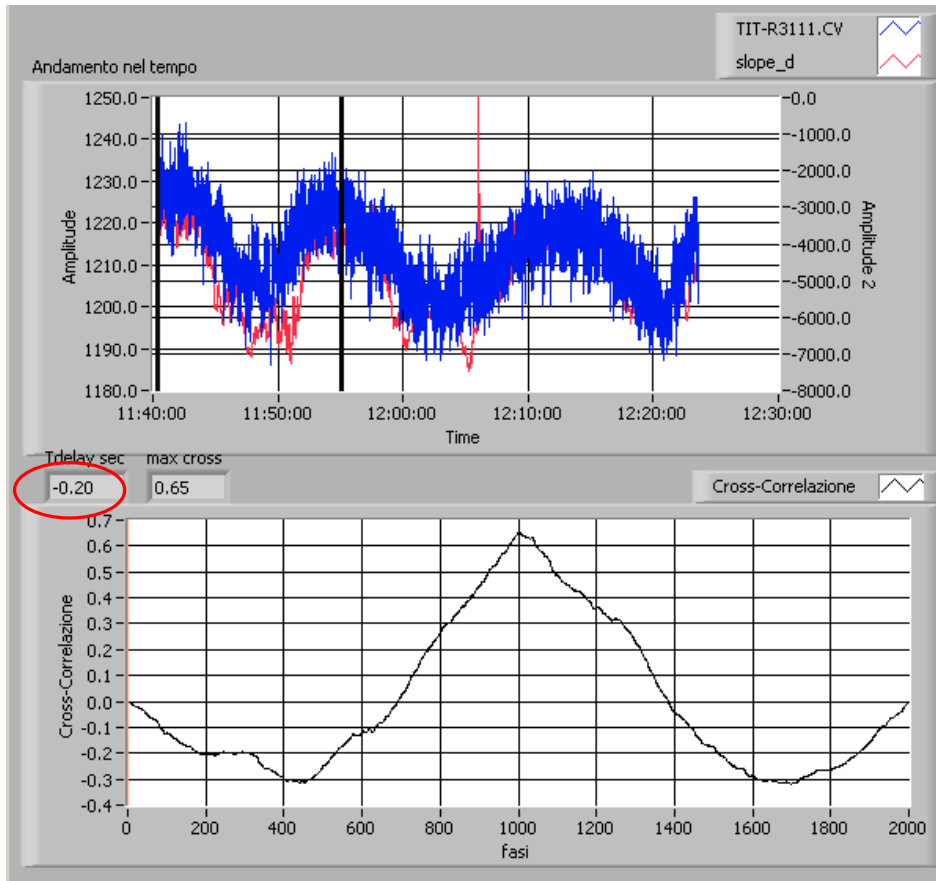 TIT-R3111.CV
slope_d
Andamento nel tempo
1250.0
1240.0
1230.0
1220.0
1210.0
1200.0
1190.0
1180.0
Amplitude
-0.0
-1000.0
-2000.0
-3000.0
-4000.0
-5000.0
-6000.0
-7000.0
-8000.0
Amplitude 2
11:40:00 11:50:00 12:00:00 12:10:00 12:20:00 12:30:00
Time
Tdelay sec max cross
-0.20 0.65
Cross-Correlazione
0.7
0.6
0.5
0.4
0.3
0.2
0.1
0.0
-0.1
-0.2
-0.3
-0.4
Cross-Correlazione
0 200 400 600 800 1000 1200 1400 1600 1800 2000
fasi